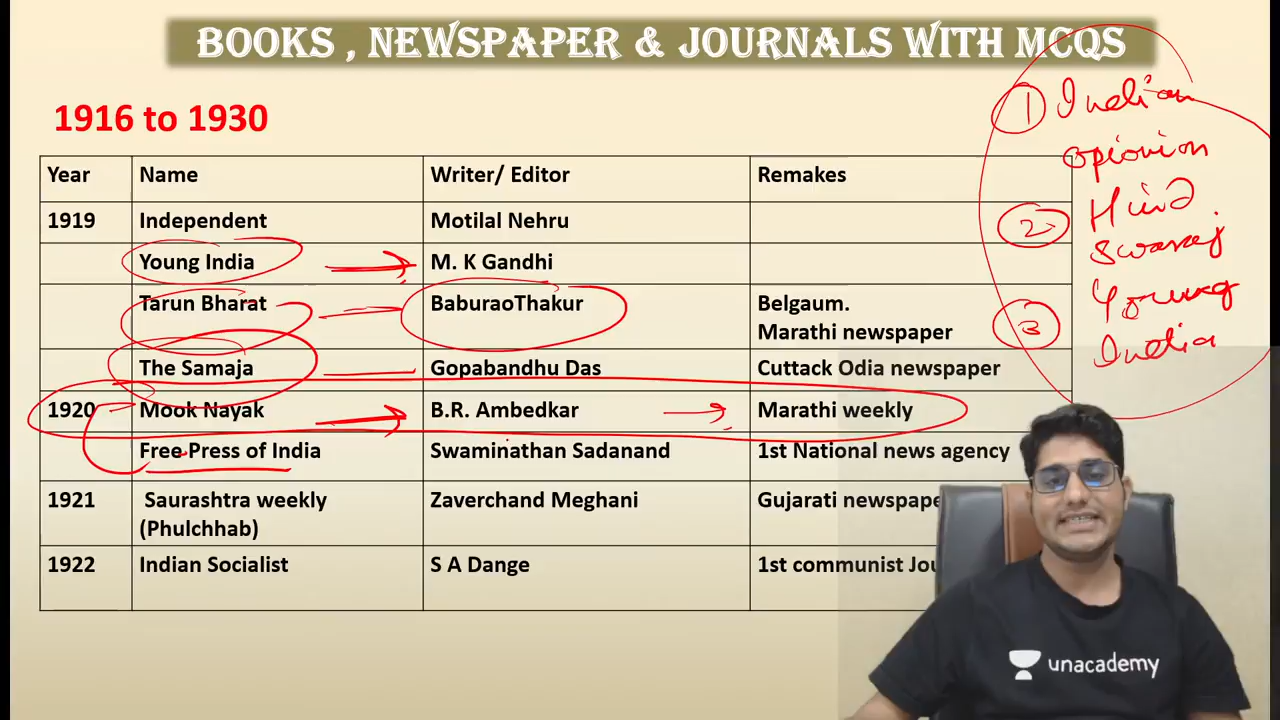 BOOKS , NEWSPAPER & JOURNALS WITH MCQS
1916 to 1930
Year Name Writer/ Editor Remakes
1919 Independent Motilal Nehru
Young India M. K Gandhi
Tarun Bharat BaburaoThakur Belgaum.
Marathi newspaper
The Samaja Gopabandhu Das Cuttack Odia newspaper
1920 Mook Nayak B.R. Ambedkar Marathi weekly
Free Press of India Swaminathan Sadanand 1st National news agency
1921 Saurashtra weekly Zaverchand Meghani Gujarati newspape
(Phulchhab)
1922 Indian Socialist S A Dange 1st communist Jou
1 Indian
opionion
2 Hind
Swaraj
3 Young
India
unacademy